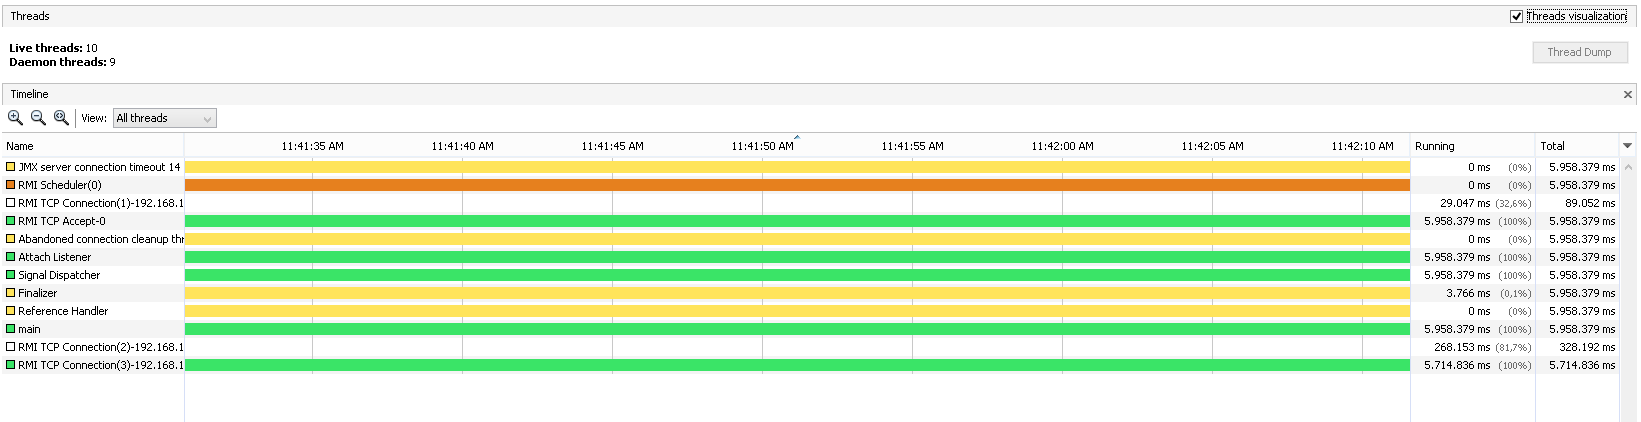 Threads Threads visualization
Live threads: 10
Daemon threads: 9
Thread Dump
Timeline
View: All threads
Name 11:41:35 AM 11:41:40 AM 11:41:45 AM 11:41:50 AM 11:41:55 AM 11:42:00 AM 11:42:05 AM 11:42:10 AM Running Total
JMX server connection timeout 14 0 ms (0%) 5.958.379 ms
RMI Scheduler(0) 0 ms (0%) 5.958.379 ms
RMI TCP Connection(1)-192.168.1 29.047 ms (32,6%) 89.052 ms
RMI TCP Accept-0 5.958.379 ms (100%) 5.958.379 ms
Abandoned connection cleanup thr 0 ms (0%) 5.958.379 ms
Attach Listener 5.958.379 ms (100%) 5.958.379 ms
Signal Dispatcher 5.958.379 ms (100%) 5.958.379 ms
Finalizer 3.766 ms (0,1%) 5.958.379 ms
Reference Handler 0 ms (0%) 5.958.379 ms
main 5.958.379 ms (100%) 5.958.379 ms
RMI TCP Connection(2)-192.168.1 268.153 ms (81,7%) 328.192 ms
RMI TCP Connection(3)-192.168.1 5.714.836 ms (100%) 5.714.836 ms